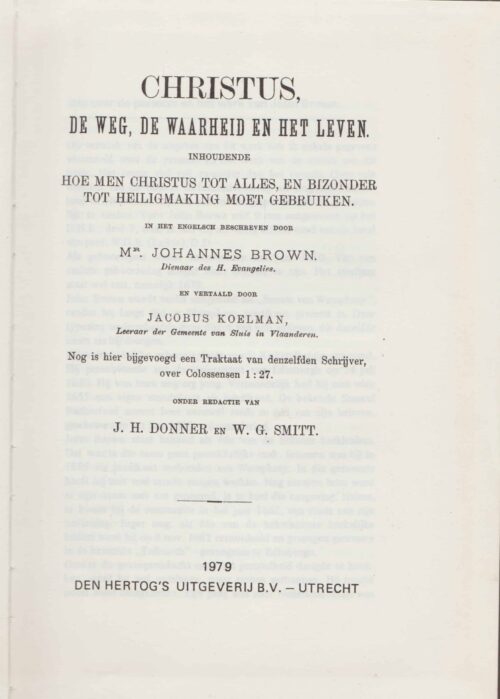 CHRISTUS,
DE WEG, DE WAARHEID EN HET LEVEN.
INHOUDENDE
HOE MEN CHRISTUS TOT ALLES, EN BIZONDER
TOT HEILIGMAKING MOET GEBRUIKEN.
IN HET ENGELSCH BESCHREVEN DOOR
Mr. JOHANNES BROWN.
Dienaar des H. Evangelies.
EN VERTAALD DOOR
JACOBUS KOELMAN,
Leeraar der Gemeente van Sluis in Vlaanderen.
Nog is hier bijgevoegd een Traktaat van denzelfden Schrijver,
over Colossensen 1 : 27.
ONDER REDACTIE VAN
J. H. DONNER EN W. G. SMITT.
1979
DEN HERTOG'S UITGEVERIJ B.V. – UTRECHT